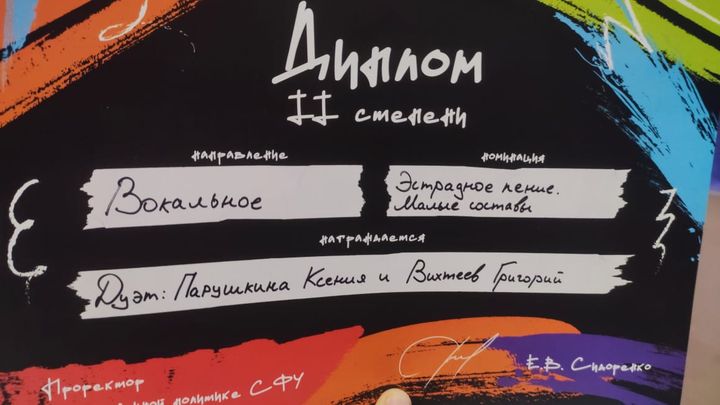 Диплом
II степени
направление
номинация
Вокальное
Эстрадное пение.
Малые составы
награждается
Дуэт: Парушкина Ксения и Вихтеев Григорий
Проректор
политике СФУ
Е.В. Сидоренко